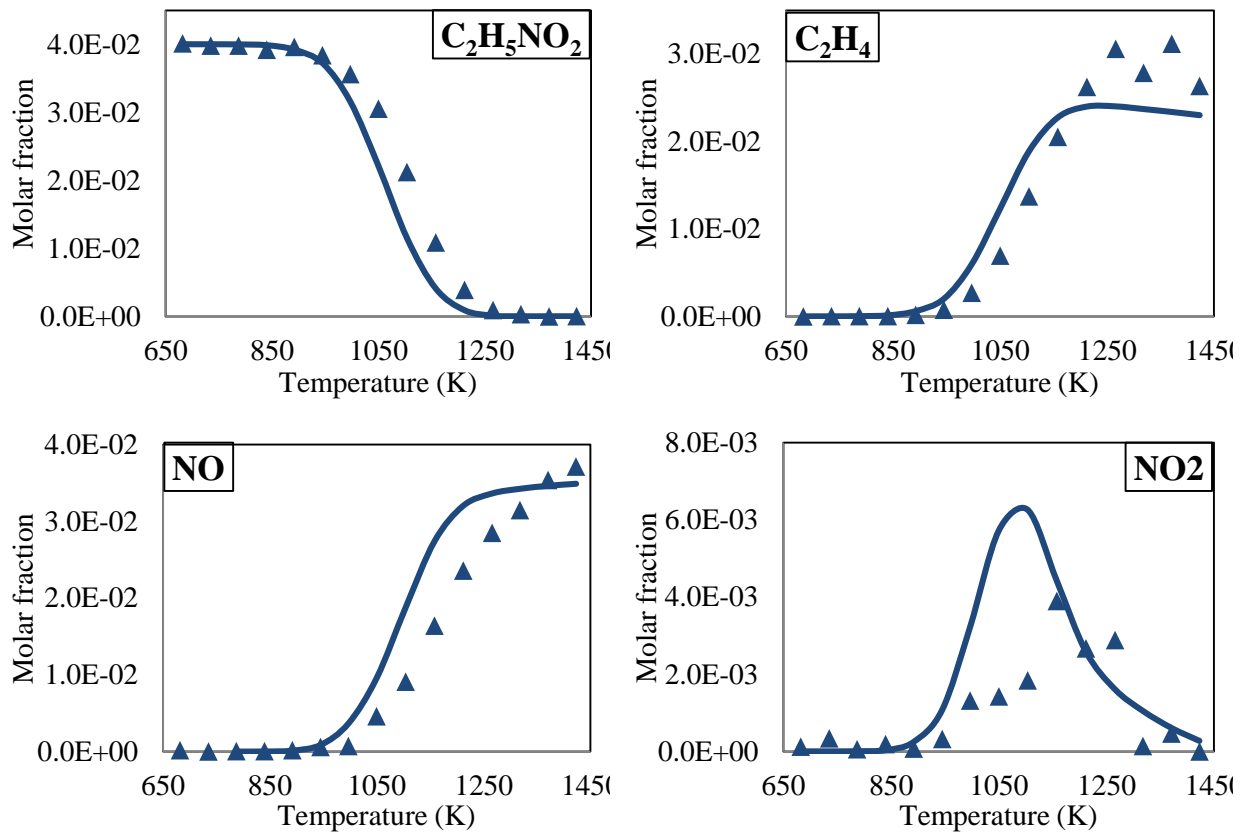 C₂H₅NO₂
Molar fraction
4.0E-02
3.0E-02
2.0E-02
1.0E-02
0.0E+00
650 850 1050 1250 1450
Temperature (K)
C₂H₄
Molar fraction
3.0E-02
2.0E-02
1.0E-02
0.0E+00
650 850 1050 1250 1450
Temperature (K)
NO
Molar fraction
4.0E-02
3.0E-02
2.0E-02
1.0E-02
0.0E+00
650 850 1050 1250 1450
Temperature (K)
NO2
Molar fraction
8.0E-03
6.0E-03
4.0E-03
2.0E-03
0.0E+00
650 850 1050 1250 1450
Temperature (K)